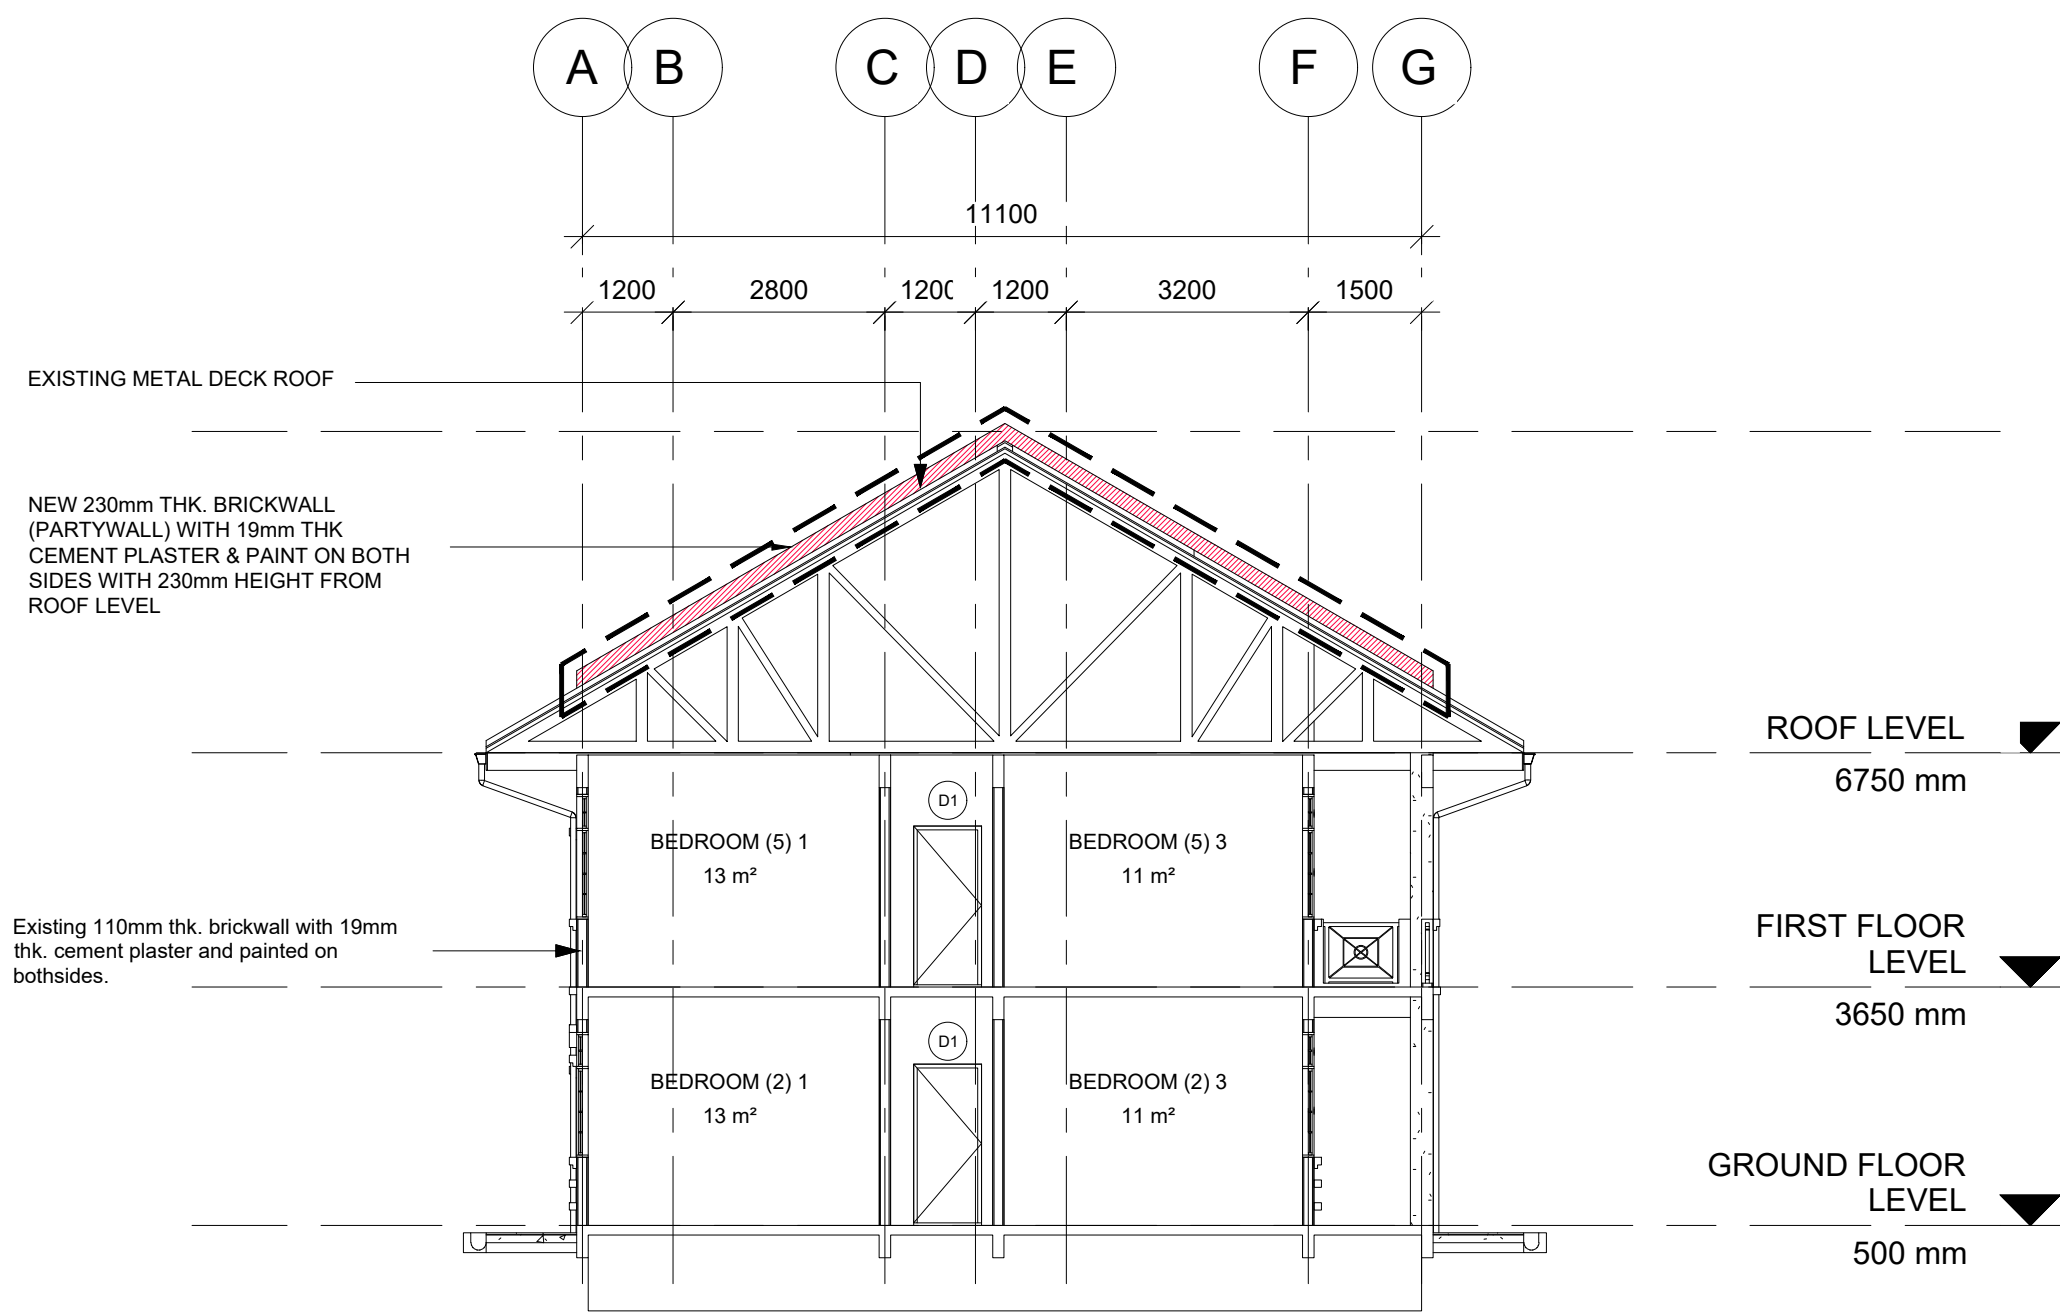 A B C D E F G
11100
1200 2800 1200 1200 3200 1500
EXISTING METAL DECK ROOF
NEW 230mm THK. BRICKWALL
(PARTYWALL) WITH 19mm THK
CEMENT PLASTER & PAINT ON BOTH
SIDES WITH 230mm HEIGHT FROM
ROOF LEVEL
ROOF LEVEL
6750 mm
D1
BEDROOM (5) 1
13 m²
BEDROOM (5) 3
11 m²
Existing 110mm thk. brickwall with 19mm
thk. cement plaster and painted on
bothsides.
FIRST FLOOR
LEVEL
3650 mm
D1
BEDROOM (2) 1
13 m²
BEDROOM (2) 3
11 m²
GROUND FLOOR
LEVEL
500 mm